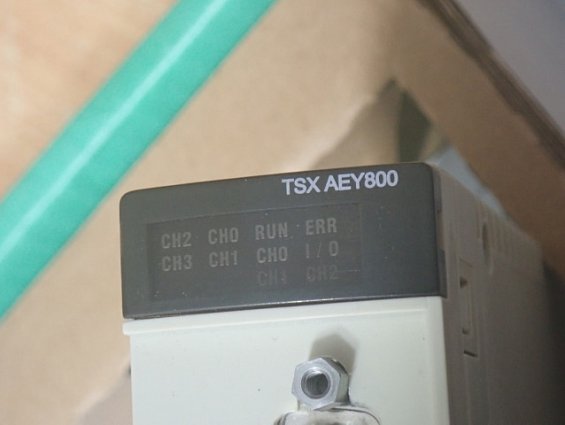 TSX AEY800
CH2 CH0 RUN ERR
CH3 CH1 CH0 I/O
CH1 CH2